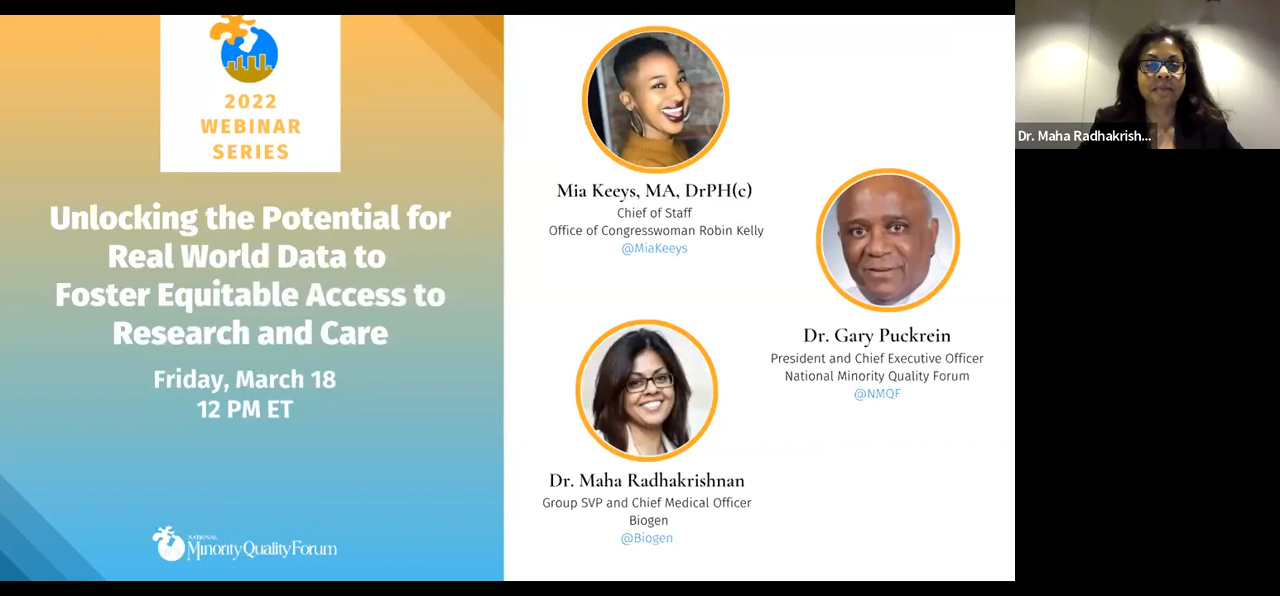 2022
WEBINAR
SERIES
Unlocking the Potential for
Real World Data to
Foster Equitable Access to
Research and Care
Friday, March 18
12 PM ET
NATIONAL
Minority Quality Forum
Mia Keeys, MA, DrPH(c)
Chief of Staff
Office of Congresswoman Robin Kelly
@MiaKeeys
Dr. Gary Puckrein
President and Chief Executive Officer
National Minority Quality Forum
@NMQF
Dr. Maha Radhakrishnan
Group SVP and Chief Medical Officer
Biogen
@Biogen
Dr. Maha Radhakrish...